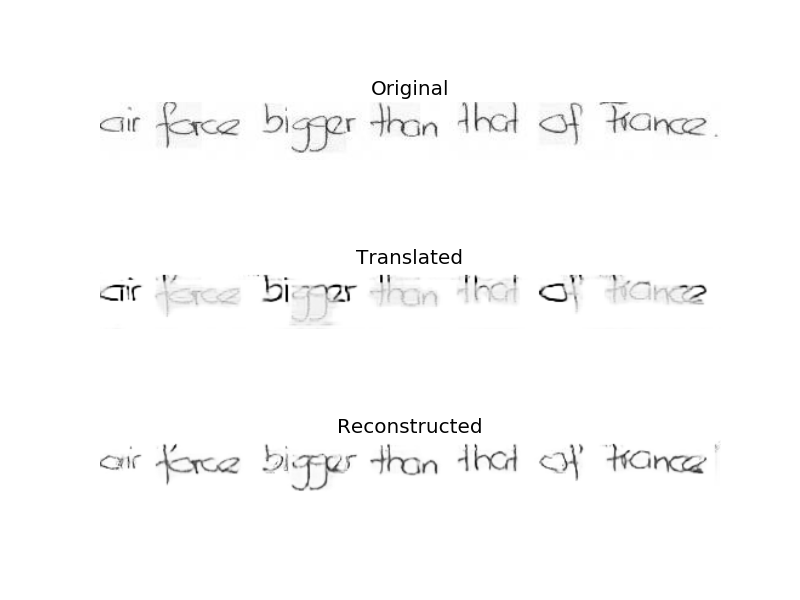 Original
air force bigger than that of France.
Translated
air force bigger than that of france
Reconstructed
air force bigger than that of france